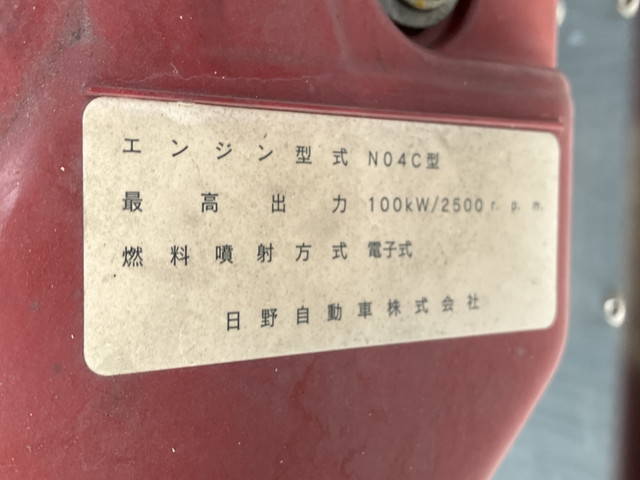 エンジン型式 N04C型
最高出力 100kW/2500r.p.m.
燃料噴射方式 電子式
日野自動車株式会社